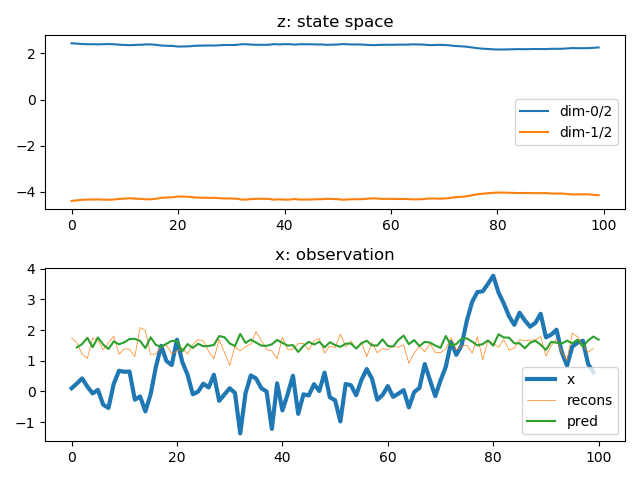 z: state space
2
0
−2
−4
dim-0/2
dim-1/2
0 20 40 60 80 100
x: observation
4
3
2
1
0
−1
x
recons
pred
0 20 40 60 80 100